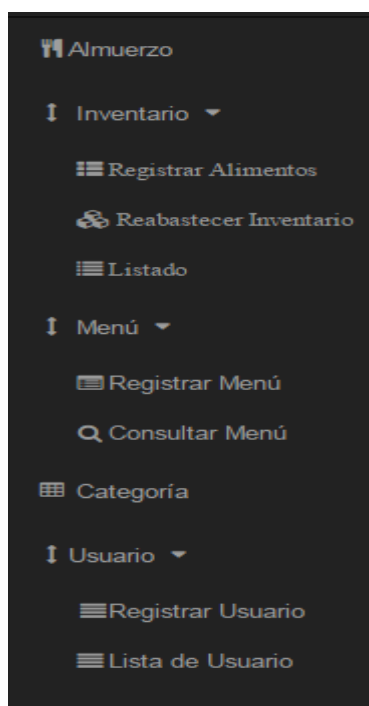 Almuerzo
Inventario
Registrar Alimentos
Reabastecer Inventario
Listado
Menú
Registrar Menú
Consultar Menú
Categoría
Usuario
Registrar Usuario
Lista de Usuario